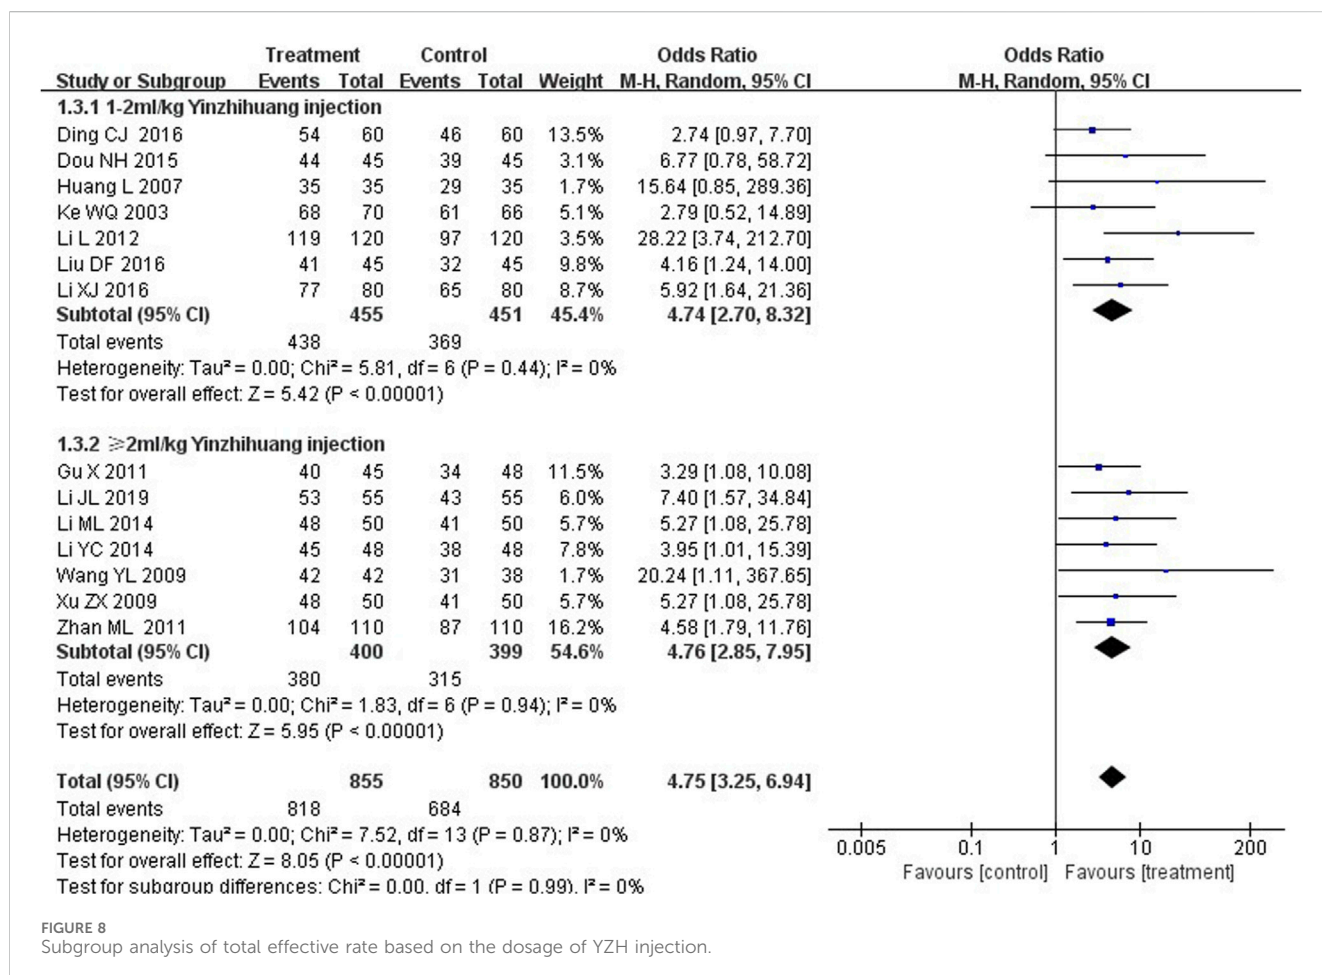 Treatment Control Odds Ratio Odds Ratio
Study or Subgroup Events Total Events Total Weight M-H, Random, 95% CI M-H, Random, 95% CI
1.3.1 1-2ml/kg Yinzhihuang injection
Ding CJ 2016 54 60 46 60 13.5% 2.74 [0.97, 7.70]
Dou NH 2015 44 45 39 45 3.1% 6.77 [0.78, 58.72]
Huang L 2007 35 35 29 35 1.7% 15.64 [0.85, 289.36]
Ke WQ 2003 68 70 61 66 5.1% 2.79 [0.52, 14.89]
Li L 2012 119 120 97 120 3.5% 28.22 [3.74, 212.70]
Liu DF 2016 41 45 32 45 9.8% 4.16 [1.24, 14.00]
Li XJ 2016 77 80 65 80 8.7% 5.92 [1.64, 21.36]
Subtotal (95% CI) 455 451 45.4% 4.74 [2.70, 8.32]
Total events 438 369
Heterogeneity: Tau² = 0.00; Chi² = 5.81, df = 6 (P = 0.44); I² = 0%
Test for overall effect: Z = 5.42 (P < 0.00001)
1.3.2 ≥2ml/kg Yinzhihuang injection
Gu X 2011 40 45 34 48 11.5% 3.29 [1.08, 10.08]
Li JL 2019 53 55 43 55 6.0% 7.40 [1.57, 34.84]
Li ML 2014 48 50 41 50 5.7% 5.27 [1.08, 25.78]
Li YC 2014 45 48 38 48 7.8% 3.95 [1.01, 15.39]
Wang YL 2009 42 42 31 38 1.7% 20.24 [1.11, 367.65]
Xu ZX 2009 48 50 41 50 5.7% 5.27 [1.08, 25.78]
Zhan ML 2011 104 110 87 110 16.2% 4.58 [1.79, 11.76]
Subtotal (95% CI) 400 399 54.6% 4.76 [2.85, 7.95]
Total events 380 315
Heterogeneity: Tau² = 0.00; Chi² = 1.83, df = 6 (P = 0.94); I² = 0%
Test for overall effect: Z = 5.95 (P < 0.00001)
Total (95% CI) 855 850 100.0% 4.75 [3.25, 6.94]
Total events 818 684
Heterogeneity: Tau² = 0.00; Chi² = 7.52, df = 13 (P = 0.87); I² = 0%
Test for overall effect: Z = 8.05 (P < 0.00001)
Test for subgroup differences: Chi² = 0.00, df = 1 (P = 0.99), I² = 0%
0.005 0.1 1 10 200
Favours [control] Favours [treatment]
FIGURE 8
Subgroup analysis of total effective rate based on the dosage of YZH injection.